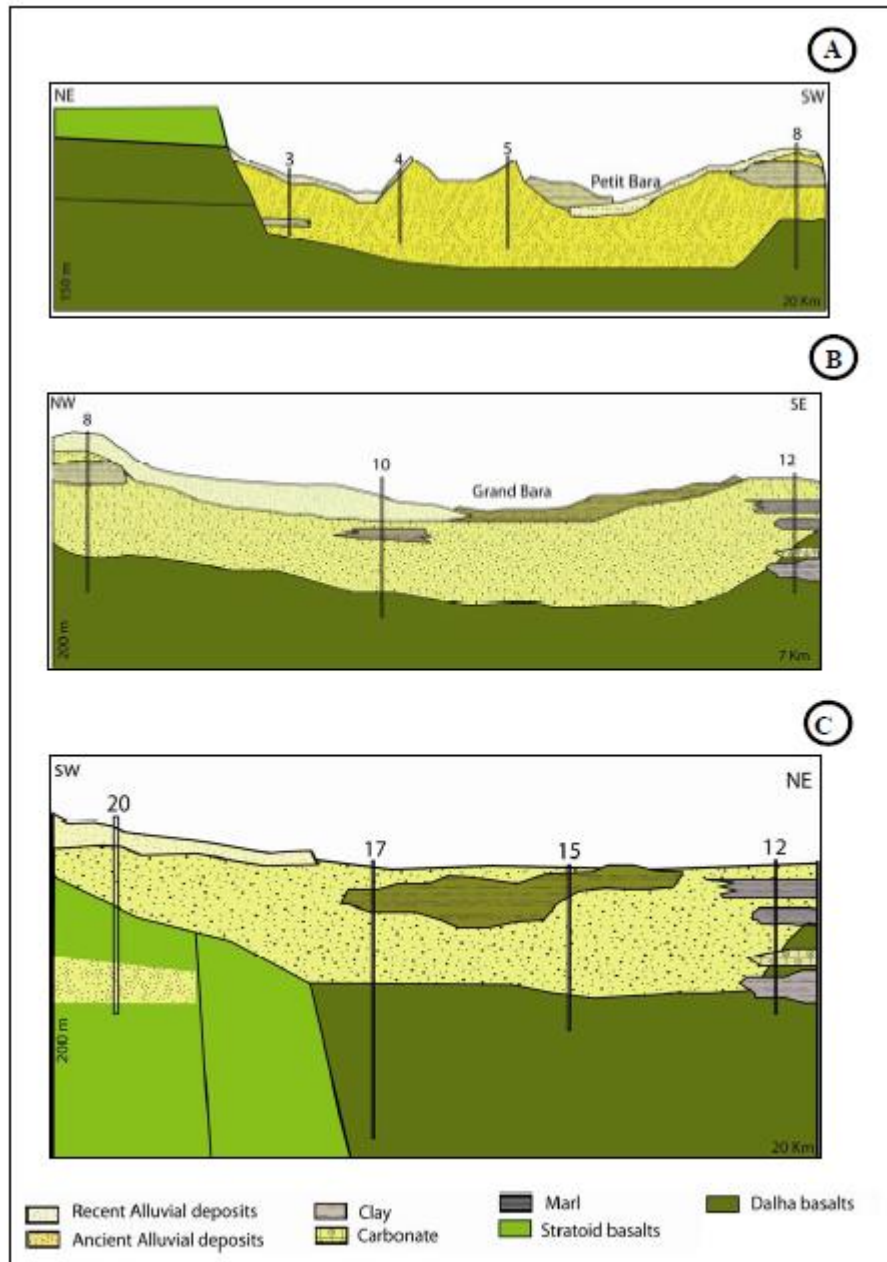 A
NE
SW
3
4
5
8
Petit Bara
150 m
20 Km
B
NW
SE
8
10
12
Grand Bara
200 m
7 Km
C
SW
NE
20
17
15
12
200 m
20 Km
Recent Alluvial deposits
Clay
Marl
Dalha basalts
Ancient Alluvial deposits
Carbonate
Stratoid basalts